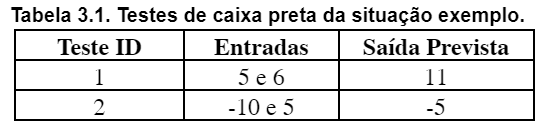 Tabela 3.1. Testes de caixa preta da situação exemplo.
Teste ID Entradas Saída Prevista
1 5 e 6 11
2 -10 e 5 -5